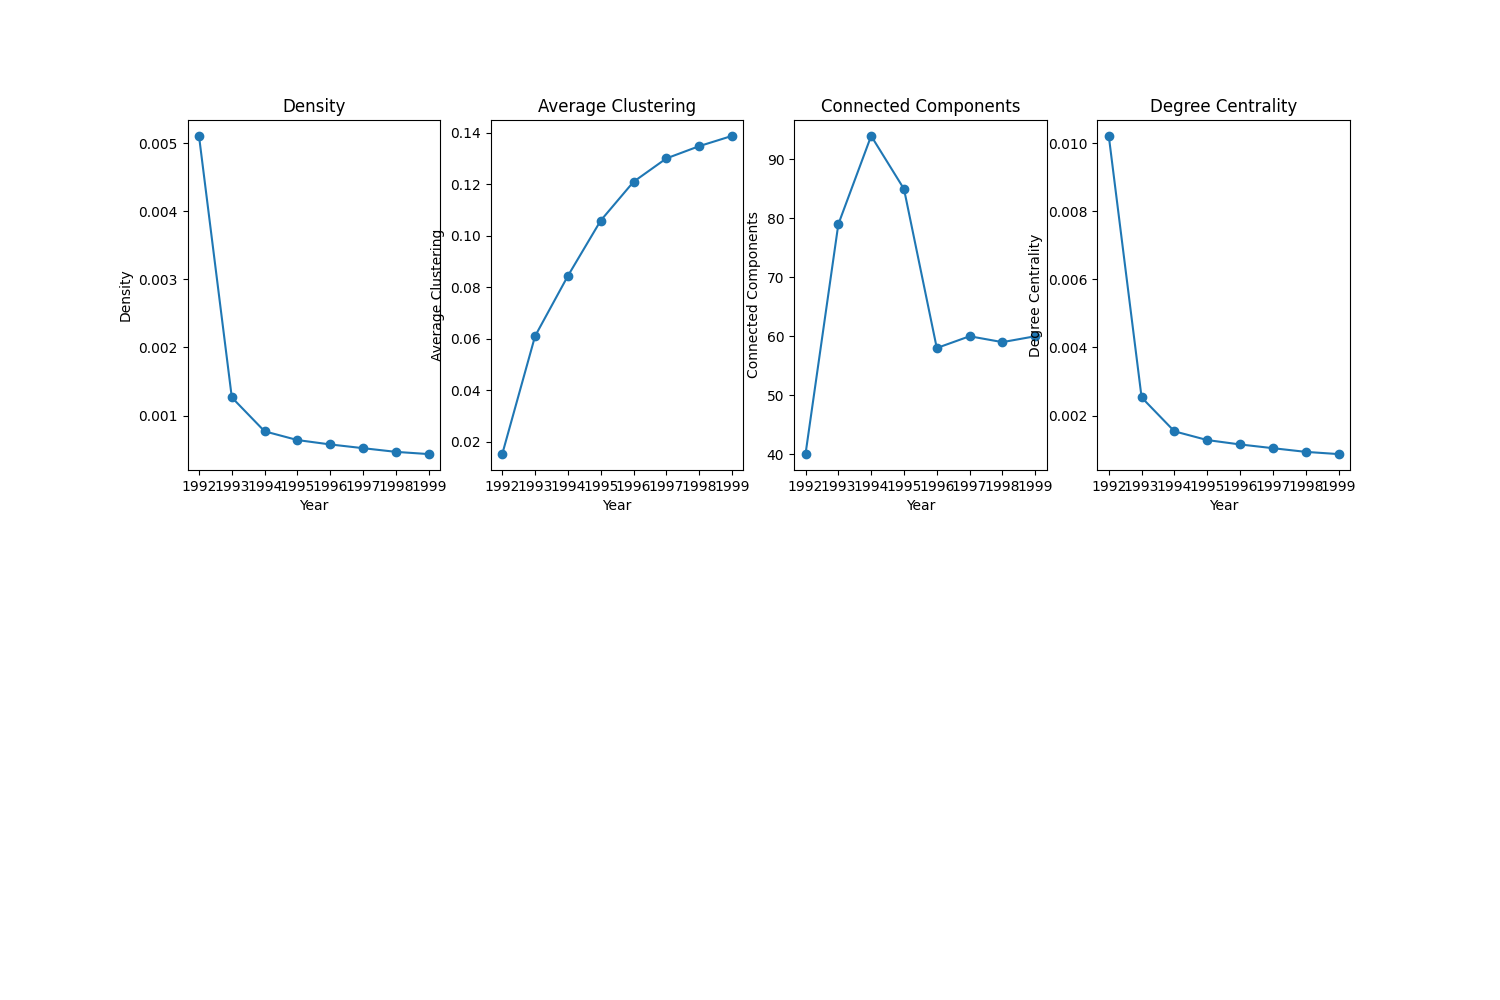 Density
Density
0.005
0.004
0.003
0.002
0.001
1992 1993 1994 1995 1996 1997 1998 1999
Year
Average Clustering
Average Clustering
0.14
0.12
0.10
0.08
0.06
0.04
0.02
1992 1993 1994 1995 1996 1997 1998 1999
Year
Connected Components
Connected Components
90
80
70
60
50
40
1992 1993 1994 1995 1996 1997 1998 1999
Year
Degree Centrality
Degree Centrality
0.010
0.008
0.006
0.004
0.002
1992 1993 1994 1995 1996 1997 1998 1999
Year